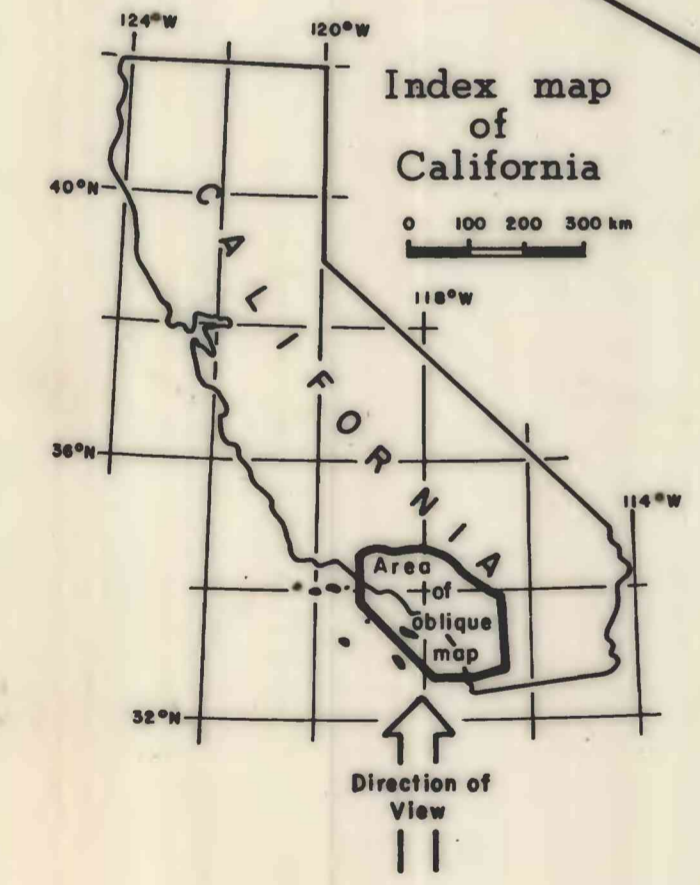 124°W
120°W
Index map
of
California
0 100 200 300 km
40°N
CALIFORNIA
118°W
36°N
114°W
Area
of
oblique
map
32°N
Direction of
View